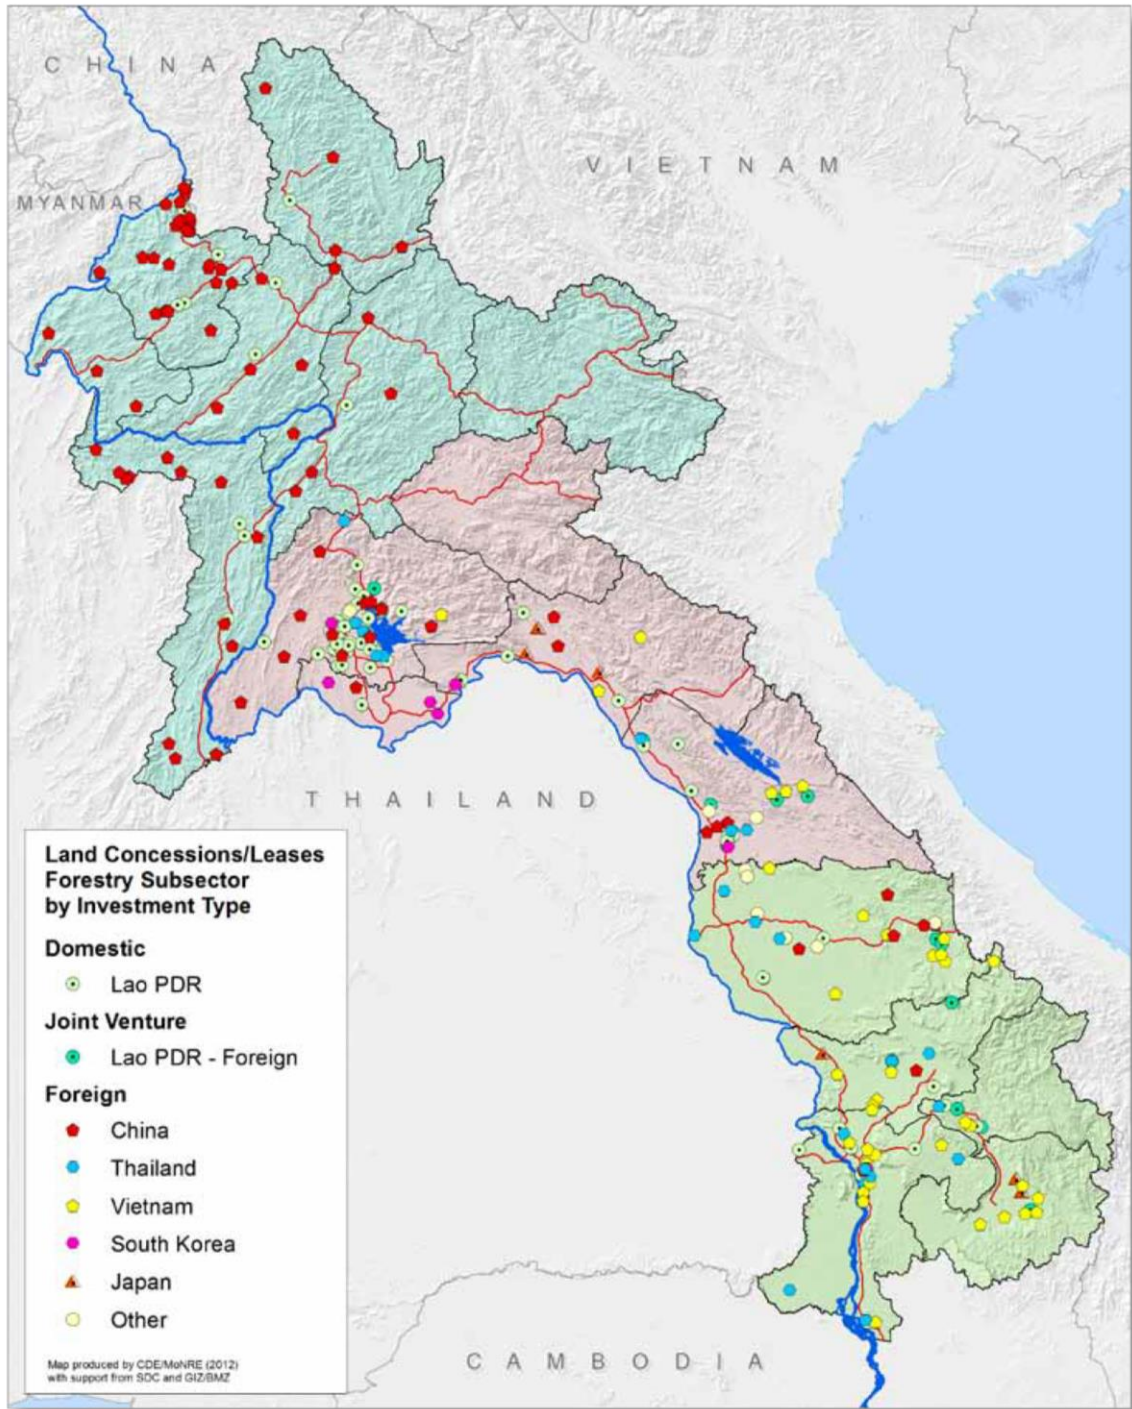 CHINA
VIETNAM
MYANMAR
THAILAND
Land Concessions/Leases
Forestry Subsector
by Investment Type
Domestic
Lao PDR
Joint Venture
Lao PDR - Foreign
Foreign
China
Thailand
Vietnam
South Korea
Japan
Other
Map produced by CDE/MoNRE (2012)
with support from SDC and GIZ/BMZ
CAMBODIA